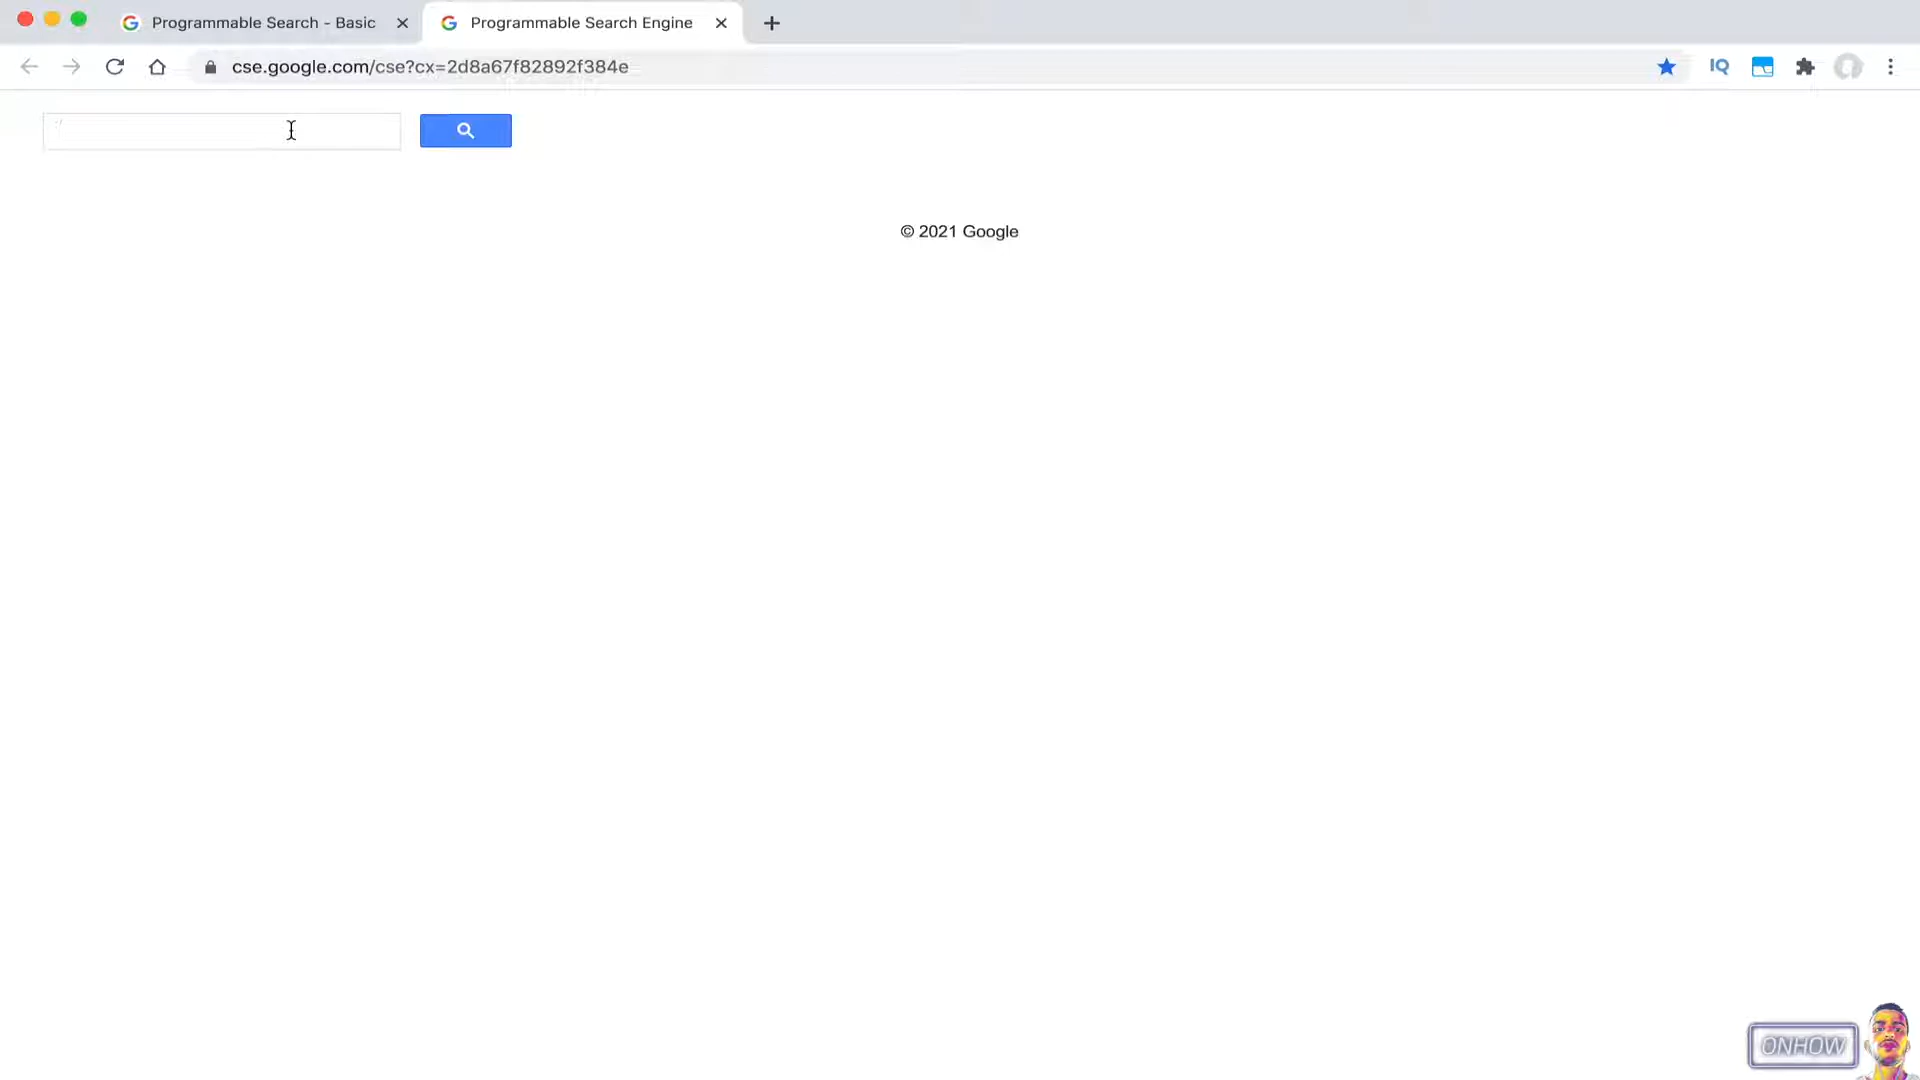 Programmable Search - Basic
Programmable Search Engine
cse.google.com/cse?cx=2d8a67f82892f384e
IQ
© 2021 Google
ONHOW